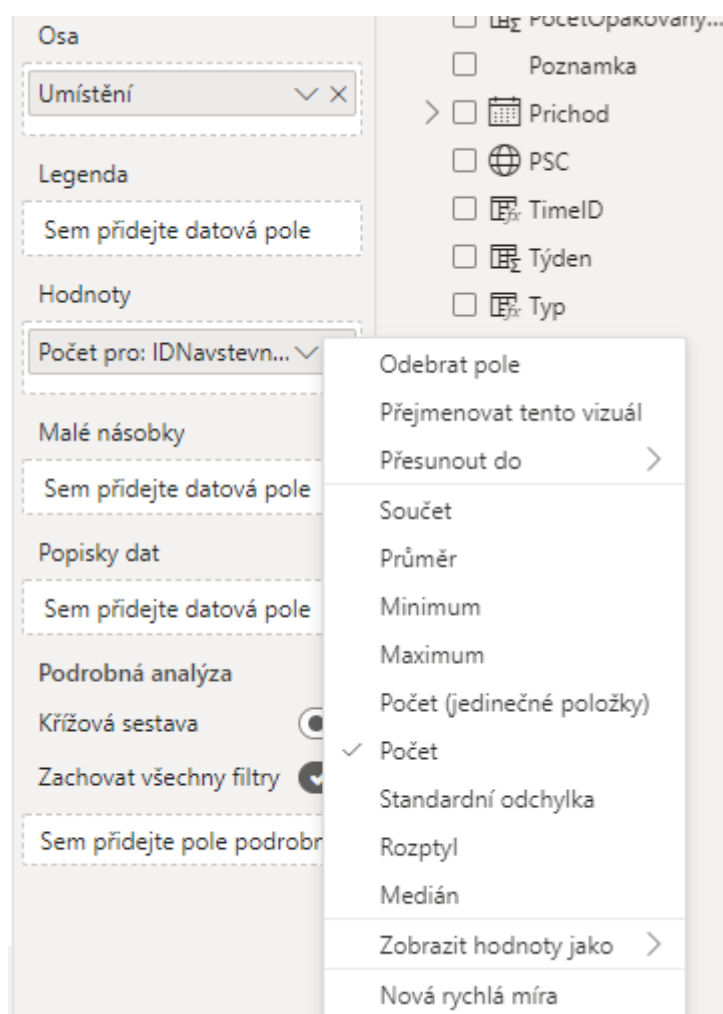 Osa
Umístění
Legenda
Sem přidejte datová pole
Hodnoty
Počet pro: IDNavstevn...
Malé násobky
Sem přidejte datová pole
Popisky dat
Sem přidejte datová pole
Podrobná analýza
Křížová sestava
Zachovat všechny filtry
Sem přidejte pole podrobn
PocetOpakovany...
Poznamka
Prichod
PSC
TimeID
Týden
Typ
Odebrat pole
Přejmenovat tento vizuál
Přesunout do
Součet
Průměr
Minimum
Maximum
Počet (jedinečné položky)
Počet
Standardní odchylka
Rozptyl
Medián
Zobrazit hodnoty jako
Nová rychlá míra